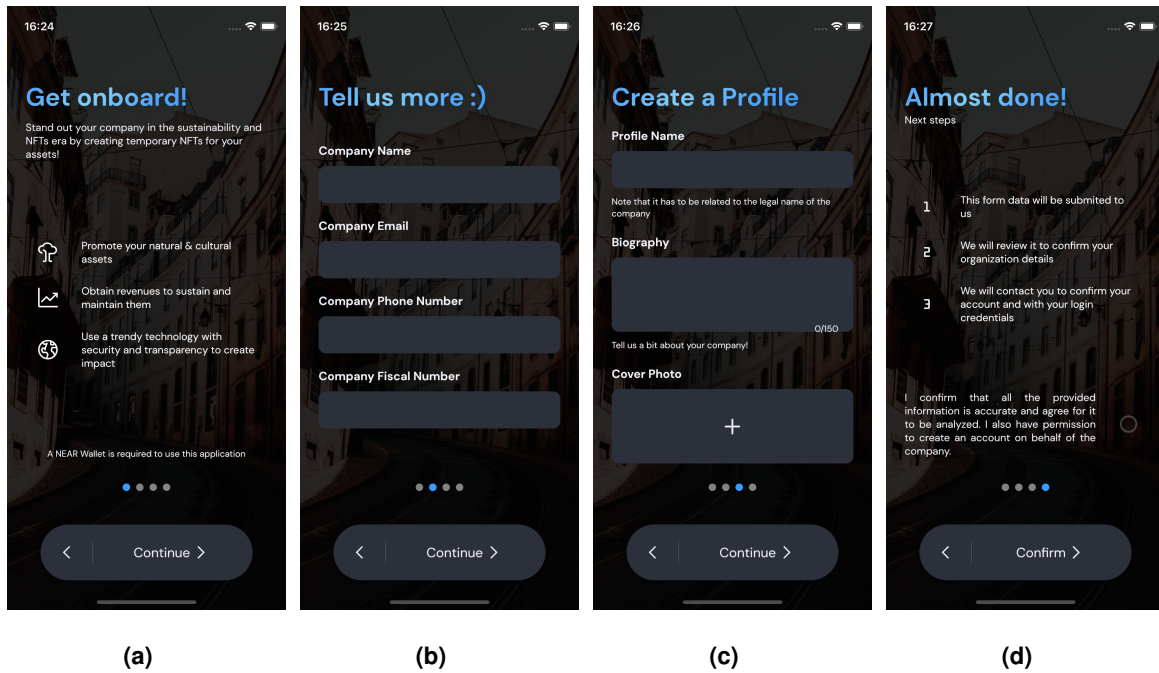 16:24
Get onboard!
Stand out your company in the sustainability and
NFTs era by creating temporary NFTs for your
assets!
Promote your natural & cultural
assets
Obtain revenues to sustain and
maintain them
Use a trendy technology with
security and transparency to create
impact
A NEAR Wallet is required to use this application
Continue
(a)
16:25
Tell us more :)
Company Name
Company Email
Company Phone Number
Company Fiscal Number
Continue
(b)
16:26
Create a Profile
Profile Name
Note that it has to be related to the legal name of the
company
Biography
0/150
Tell us a bit about your company!
Cover Photo
Continue
(c)
16:27
Almost done!
Next steps
1
This form data will be submited to
us
2
We will review it to confirm your
organization details
3
We will contact you to confirm your
account and with your login
credentials
I confirm that all the provided
information is accurate and agree for it
to be analyzed. I also have permission
to create an account on behalf of the
company.
Confirm
(d)